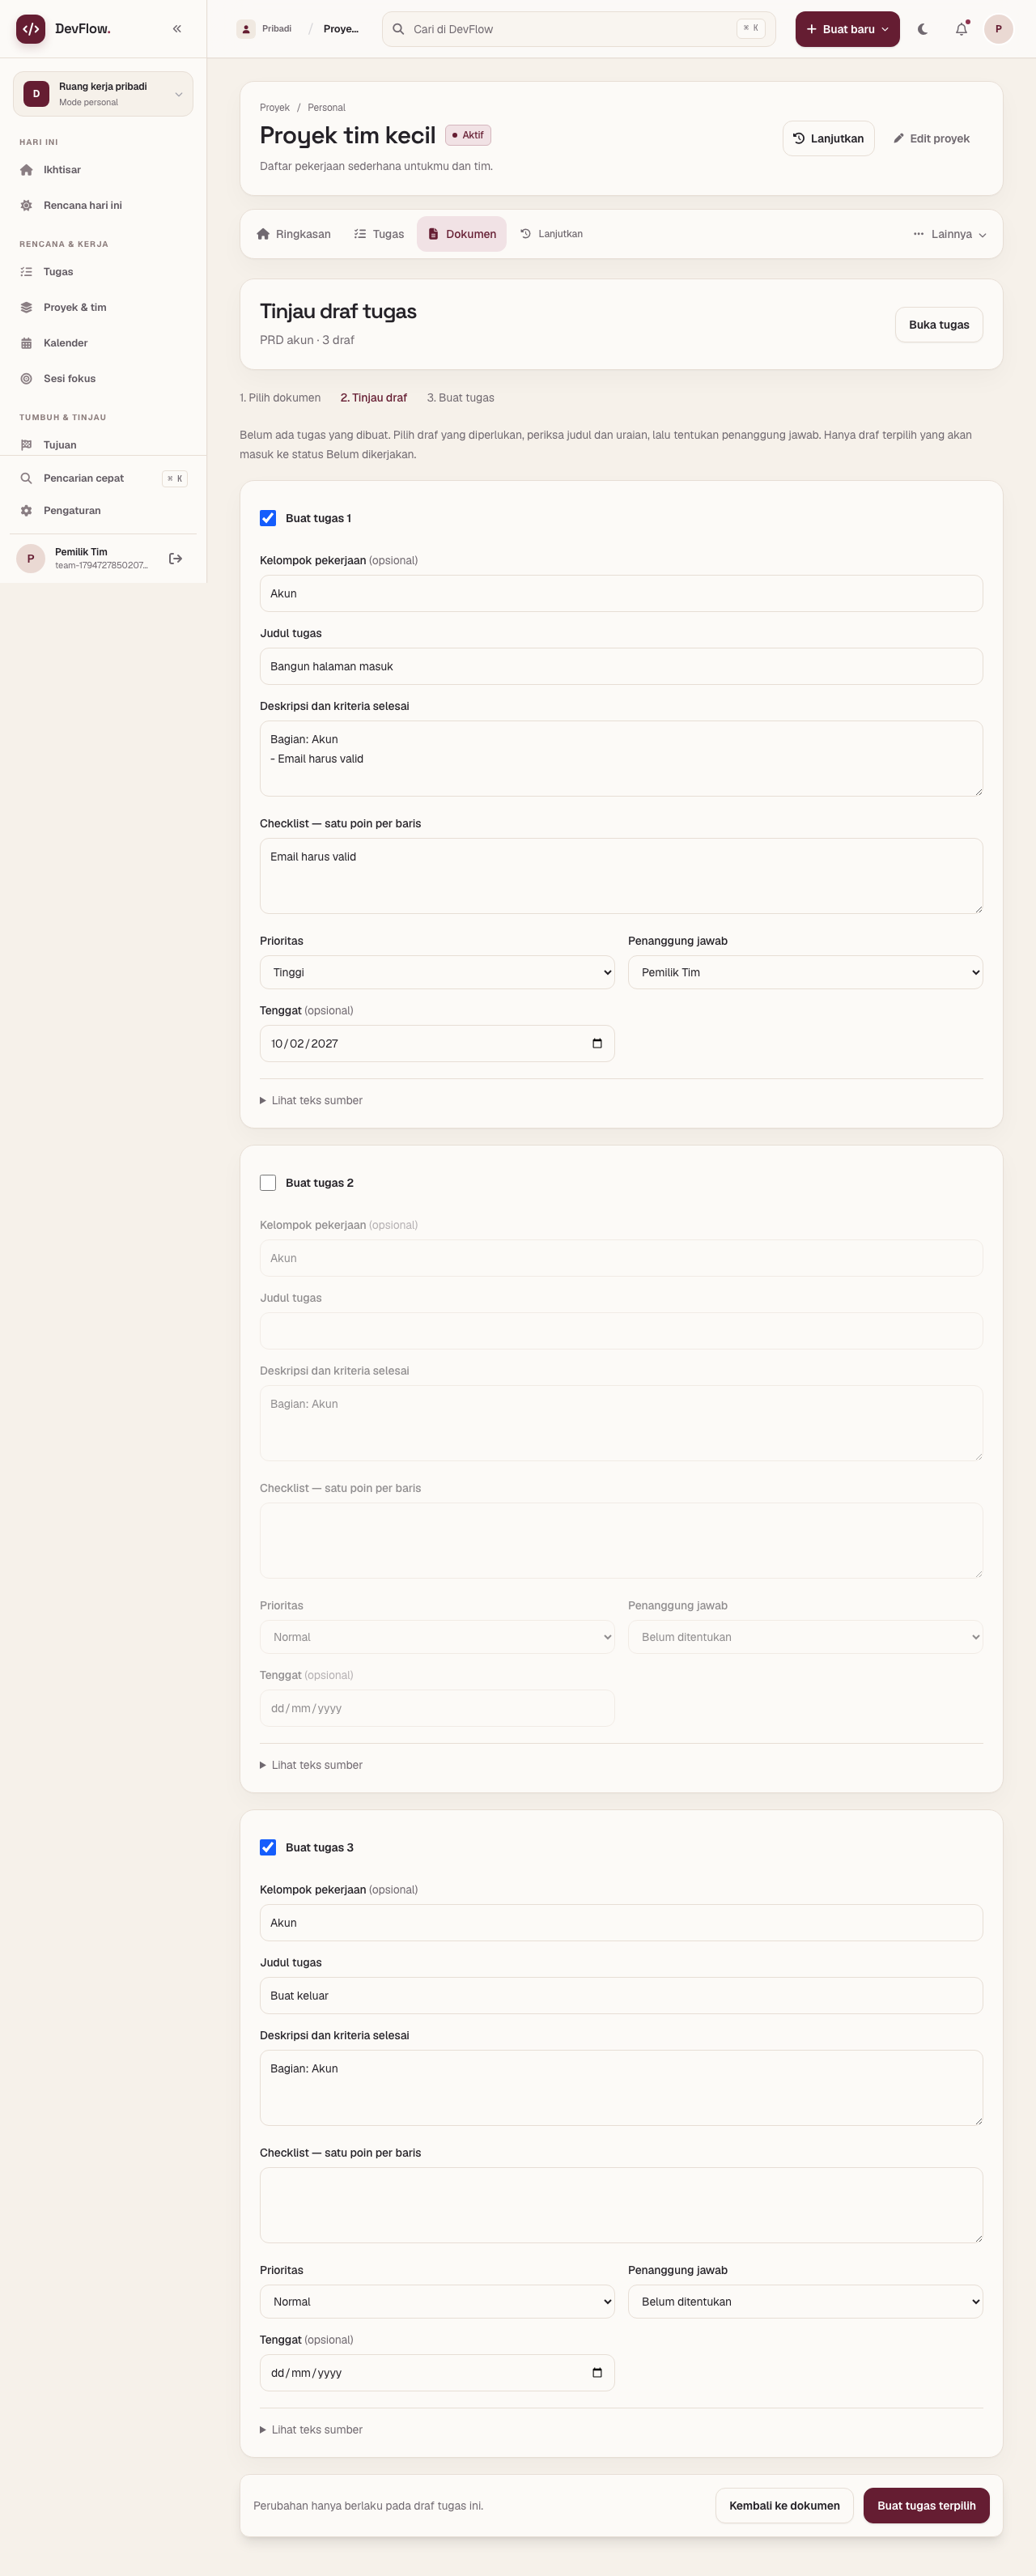 DevFlow.
Ruang kerja pribadi
D
Mode personal
HARI INI
Ikhtisar
Rencana hari ini
RENCANA & KERJA
Tugas
Proyek & tim
Kalender
Sesi fokus
TUMBUH & TINJAU
Tujuan
Pencarian cepat ⌘ K
Pengaturan
P
Pemilik Tim
team-1794727850207...
Pribadi / Proye...
Cari di DevFlow ⌘ K
Buat baru
P
Proyek / Personal
Proyek tim kecil
Aktif
Daftar pekerjaan sederhana untukmu dan tim.
Lanjutkan
Edit proyek
Ringkasan
Tugas
Dokumen
Lanjutkan
Lainnya
Tinjau draf tugas
PRD akun · 3 draf
Buka tugas
1. Pilih dokumen
2. Tinjau draf
3. Buat tugas
Belum ada tugas yang dibuat. Pilih draf yang diperlukan, periksa judul dan uraian, lalu tentukan penanggung jawab. Hanya draf terpilih yang akan
masuk ke status Belum dikerjakan.
Buat tugas 1
Kelompok pekerjaan (opsional)
Akun
Judul tugas
Bangun halaman masuk
Deskripsi dan kriteria selesai
Bagian: Akun
- Email harus valid
Checklist — satu poin per baris
Email harus valid
Prioritas
Tinggi
Penanggung jawab
Pemilik Tim
Tenggat (opsional)
10/02/2027
Lihat teks sumber
Buat tugas 2
Kelompok pekerjaan (opsional)
Akun
Judul tugas
Deskripsi dan kriteria selesai
Bagian: Akun
Checklist — satu poin per baris
Prioritas
Normal
Penanggung jawab
Belum ditentukan
Tenggat (opsional)
dd/mm/yyyy
Lihat teks sumber
Buat tugas 3
Kelompok pekerjaan (opsional)
Akun
Judul tugas
Buat keluar
Deskripsi dan kriteria selesai
Bagian: Akun
Checklist — satu poin per baris
Prioritas
Normal
Penanggung jawab
Belum ditentukan
Tenggat (opsional)
dd/mm/yyyy
Lihat teks sumber
Perubahan hanya berlaku pada draf tugas ini.
Kembali ke dokumen
Buat tugas terpilih